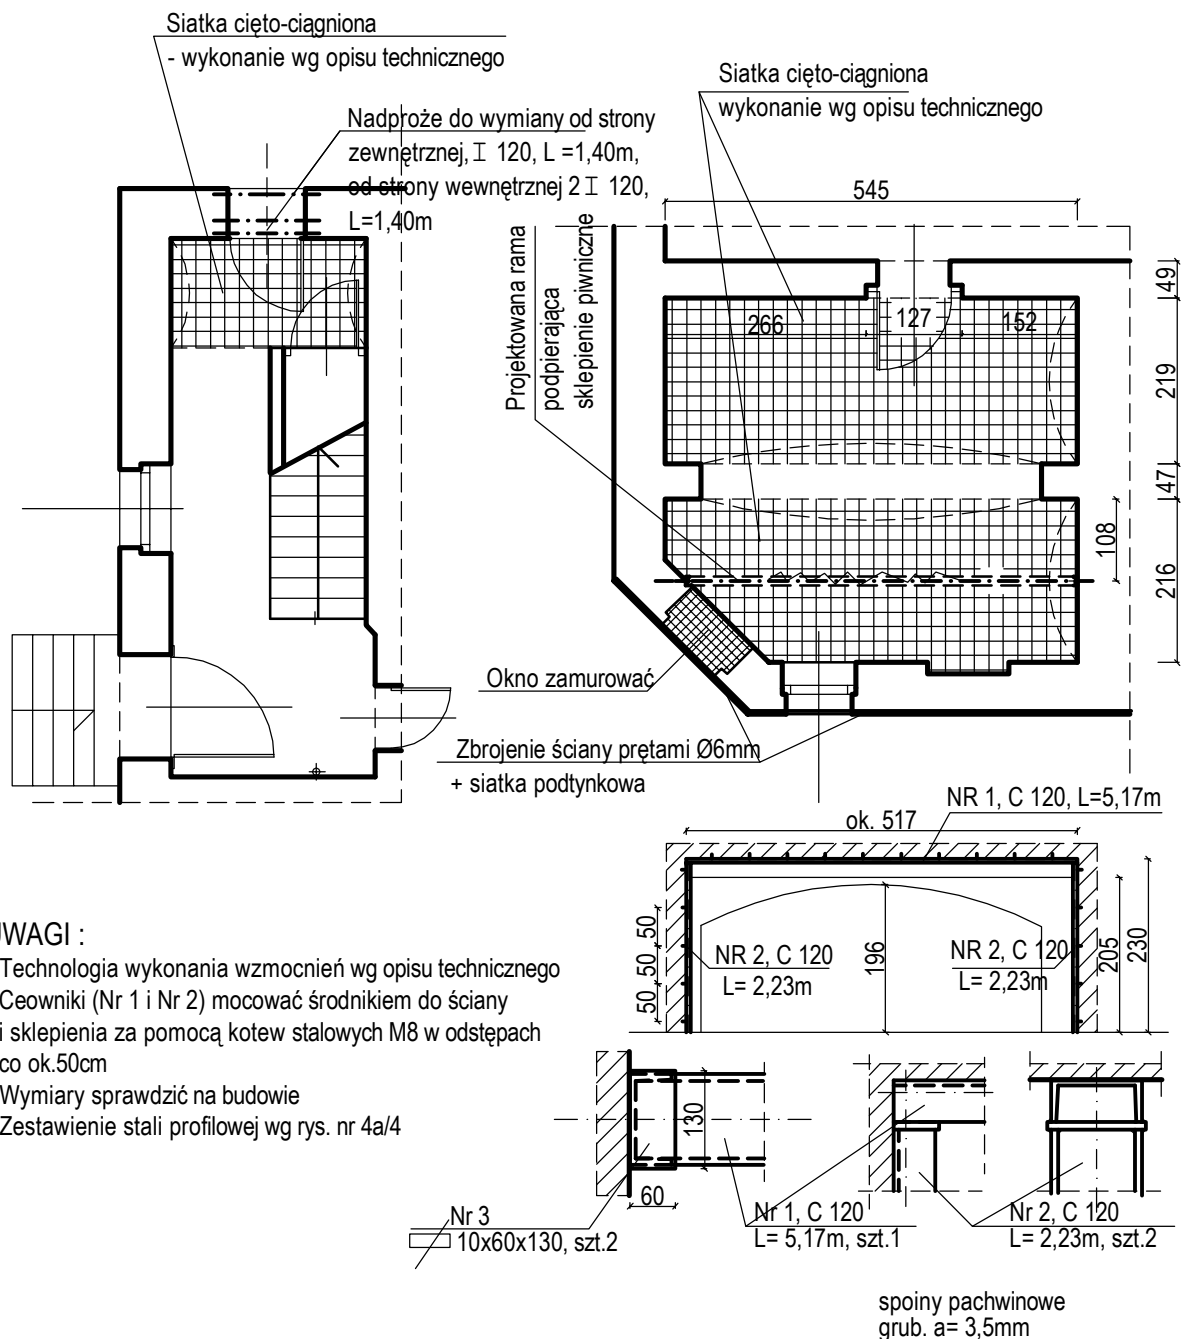 Siatka cięto-ciągniona
- wykonanie wg opisu technicznego
Nadproże do wymiany od strony
zewnętrznej, I 120, L =1,40m,
od strony wewnętrznej 2 I 120,
L=1,40m
Siatka cięto-ciągniona
wykonanie wg opisu technicznego
545
Projektowana rama
podpierająca
sklepienie piwniczne
266
127
152
49
219
47
108
216
Okno zamurować
Zbrojenie ściany prętami Ø6mm
+ siatka podtynkowa
NR 1, C 120, L=5,17m
ok. 517
50
50
50
NR 2, C 120
L= 2,23m
196
NR 2, C 120
L= 2,23m
205
230
WAGI :
Technologia wykonania wzmocnień wg opisu technicznego
Ceowniki (Nr 1 i Nr 2) mocować środnikiem do ściany
i sklepienia za pomocą kotew stalowych M8 w odstępach
co ok.50cm
Wymiary sprawdzić na budowie
Zestawienie stali profilowej wg rys. nr 4a/4
130
60
Nr 3
10x60x130, szt.2
Nr 1, C 120
L= 5,17m, szt.1
Nr 2, C 120
L= 2,23m, szt.2
spoiny pachwinowe
grub. a= 3,5mm